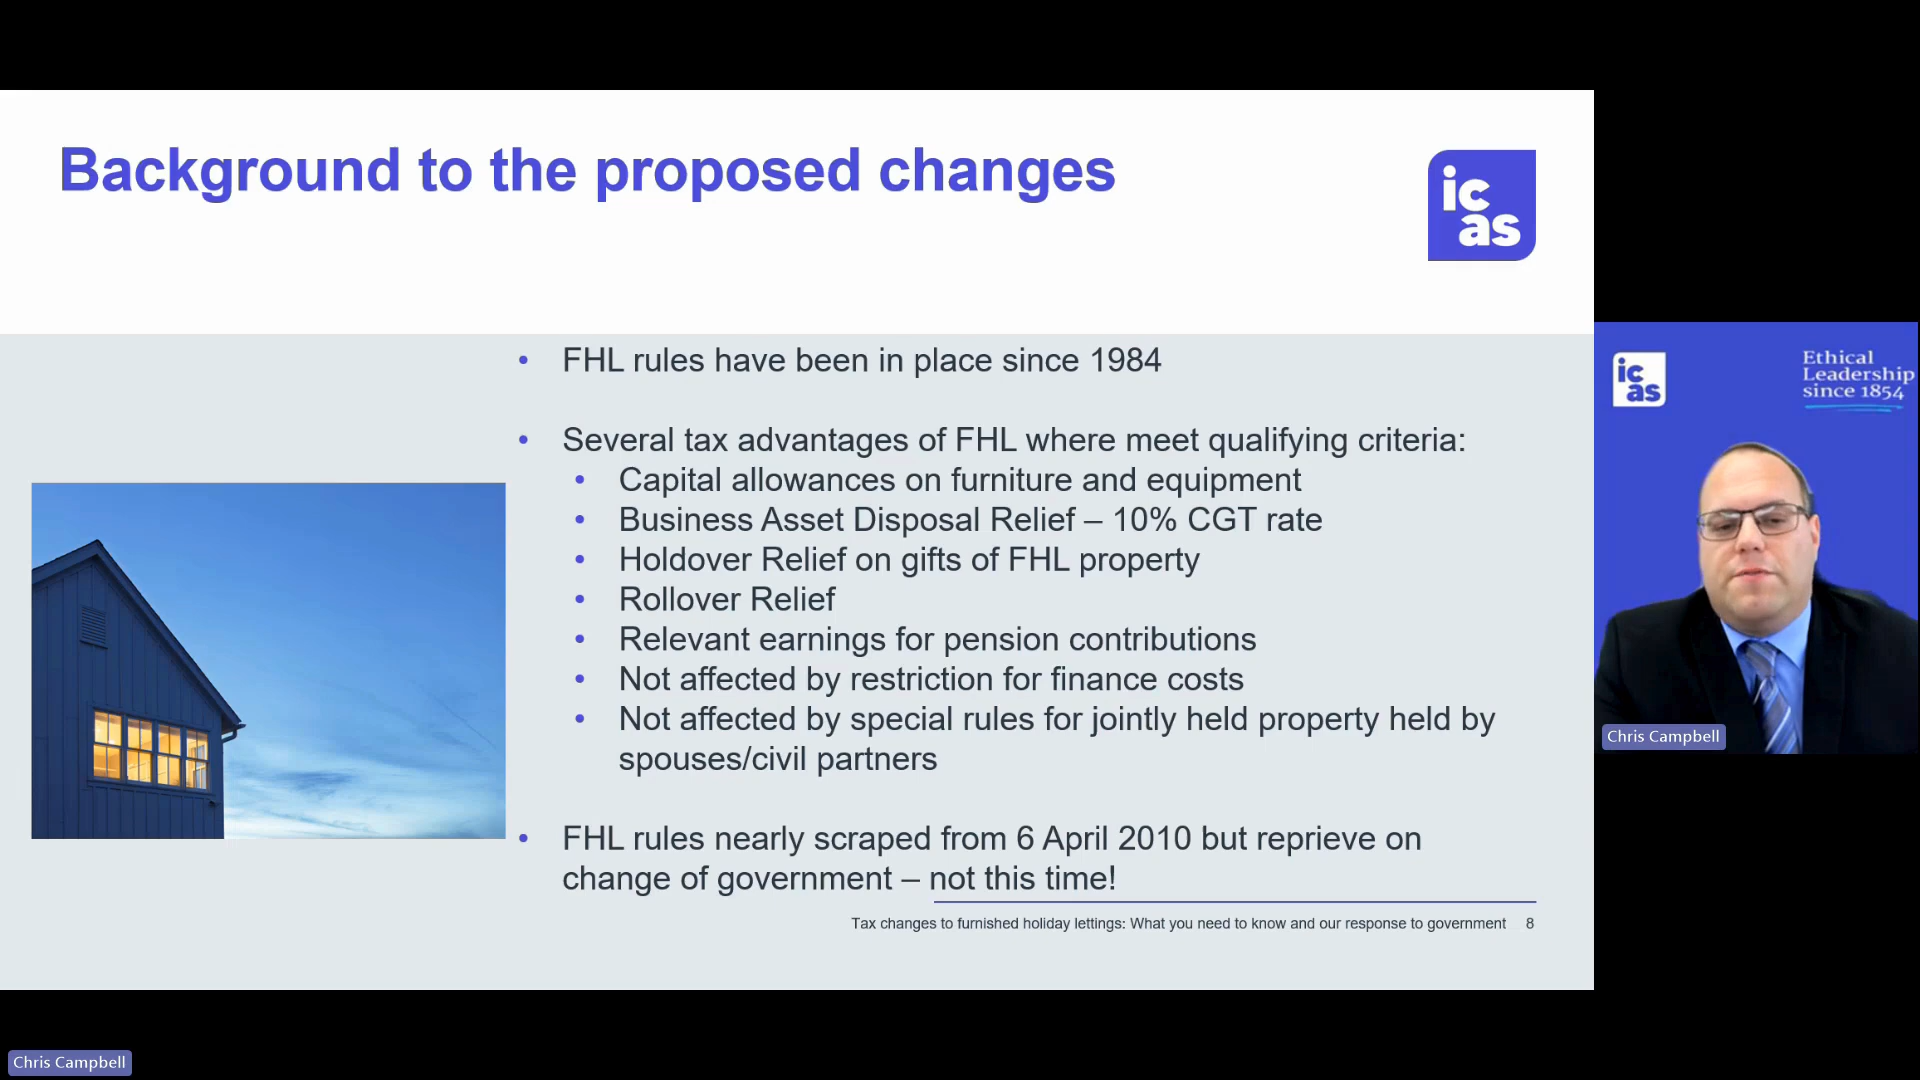 Background to the proposed changes
ic
as
• FHL rules have been in place since 1984
• Several tax advantages of FHL where meet qualifying criteria:
• Capital allowances on furniture and equipment
• Business Asset Disposal Relief – 10% CGT rate
• Holdover Relief on gifts of FHL property
• Rollover Relief
• Relevant earnings for pension contributions
• Not affected by restriction for finance costs
• Not affected by special rules for jointly held property held by
spouses/civil partners
• FHL rules nearly scraped from 6 April 2010 but reprieve on
change of government – not this time!
Tax changes to furnished holiday lettings: What you need to know and our response to government 8
ic
as
Ethical
Leadership
since 1854
Chris Campbell
Chris Campbell